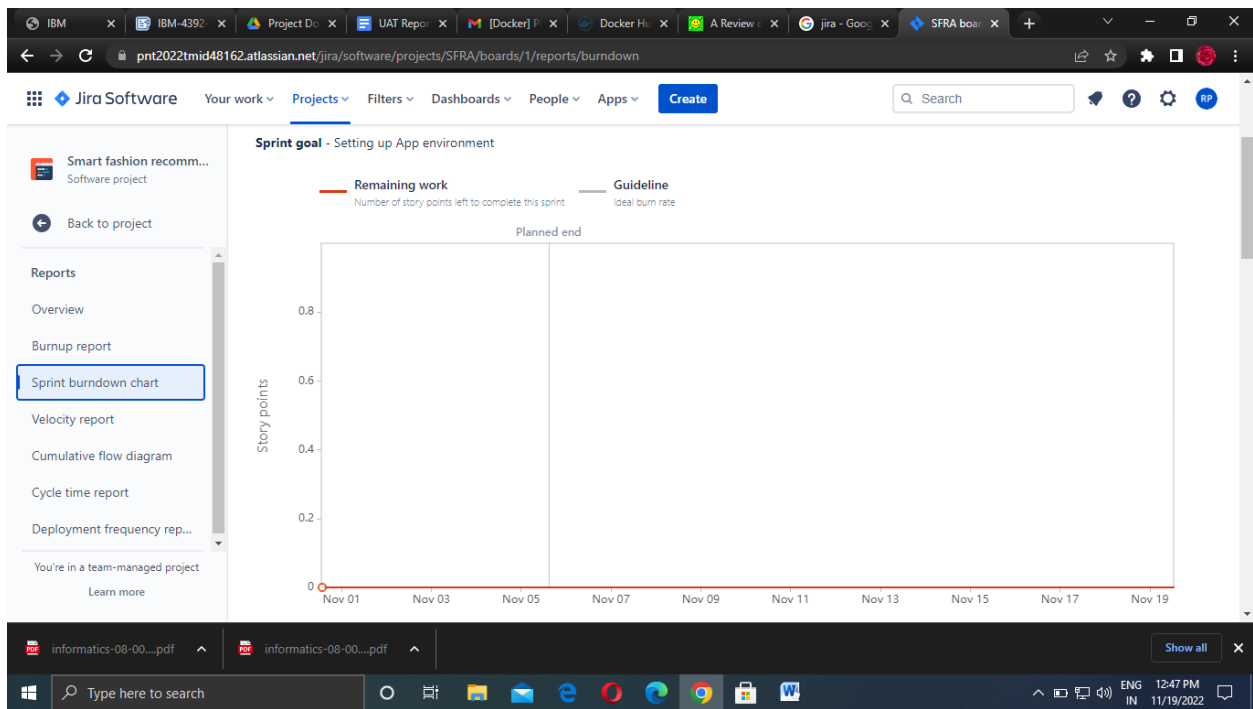 IBM
IBM-4392-
Project Do
UAT Repor
[Docker] P
Docker Hu
A Review o
jira - Goog
SFRA boar
pnt2022tmid48162.atlassian.net/jira/software/projects/SFRA/boards/1/reports/burndown
Jira Software Your work Projects Filters Dashboards People Apps Create Search RP
Smart fashion recomm...
Software project
Back to project
Reports
Overview
Burnup report
Sprint burndown chart
Velocity report
Cumulative flow diagram
Cycle time report
Deployment frequency rep...
You're in a team-managed project
Learn more
Sprint goal - Setting up App environment
Remaining work
Number of story points left to complete this sprint
Guideline
Ideal burn rate
Planned end
Story points
0.8
0.6
0.4
0.2
0
Nov 01 Nov 03 Nov 05 Nov 07 Nov 09 Nov 11 Nov 13 Nov 15 Nov 17 Nov 19
informatics-08-00....pdf
informatics-08-00....pdf
Show all
Type here to search
ENG
IN
12:47 PM
11/19/2022